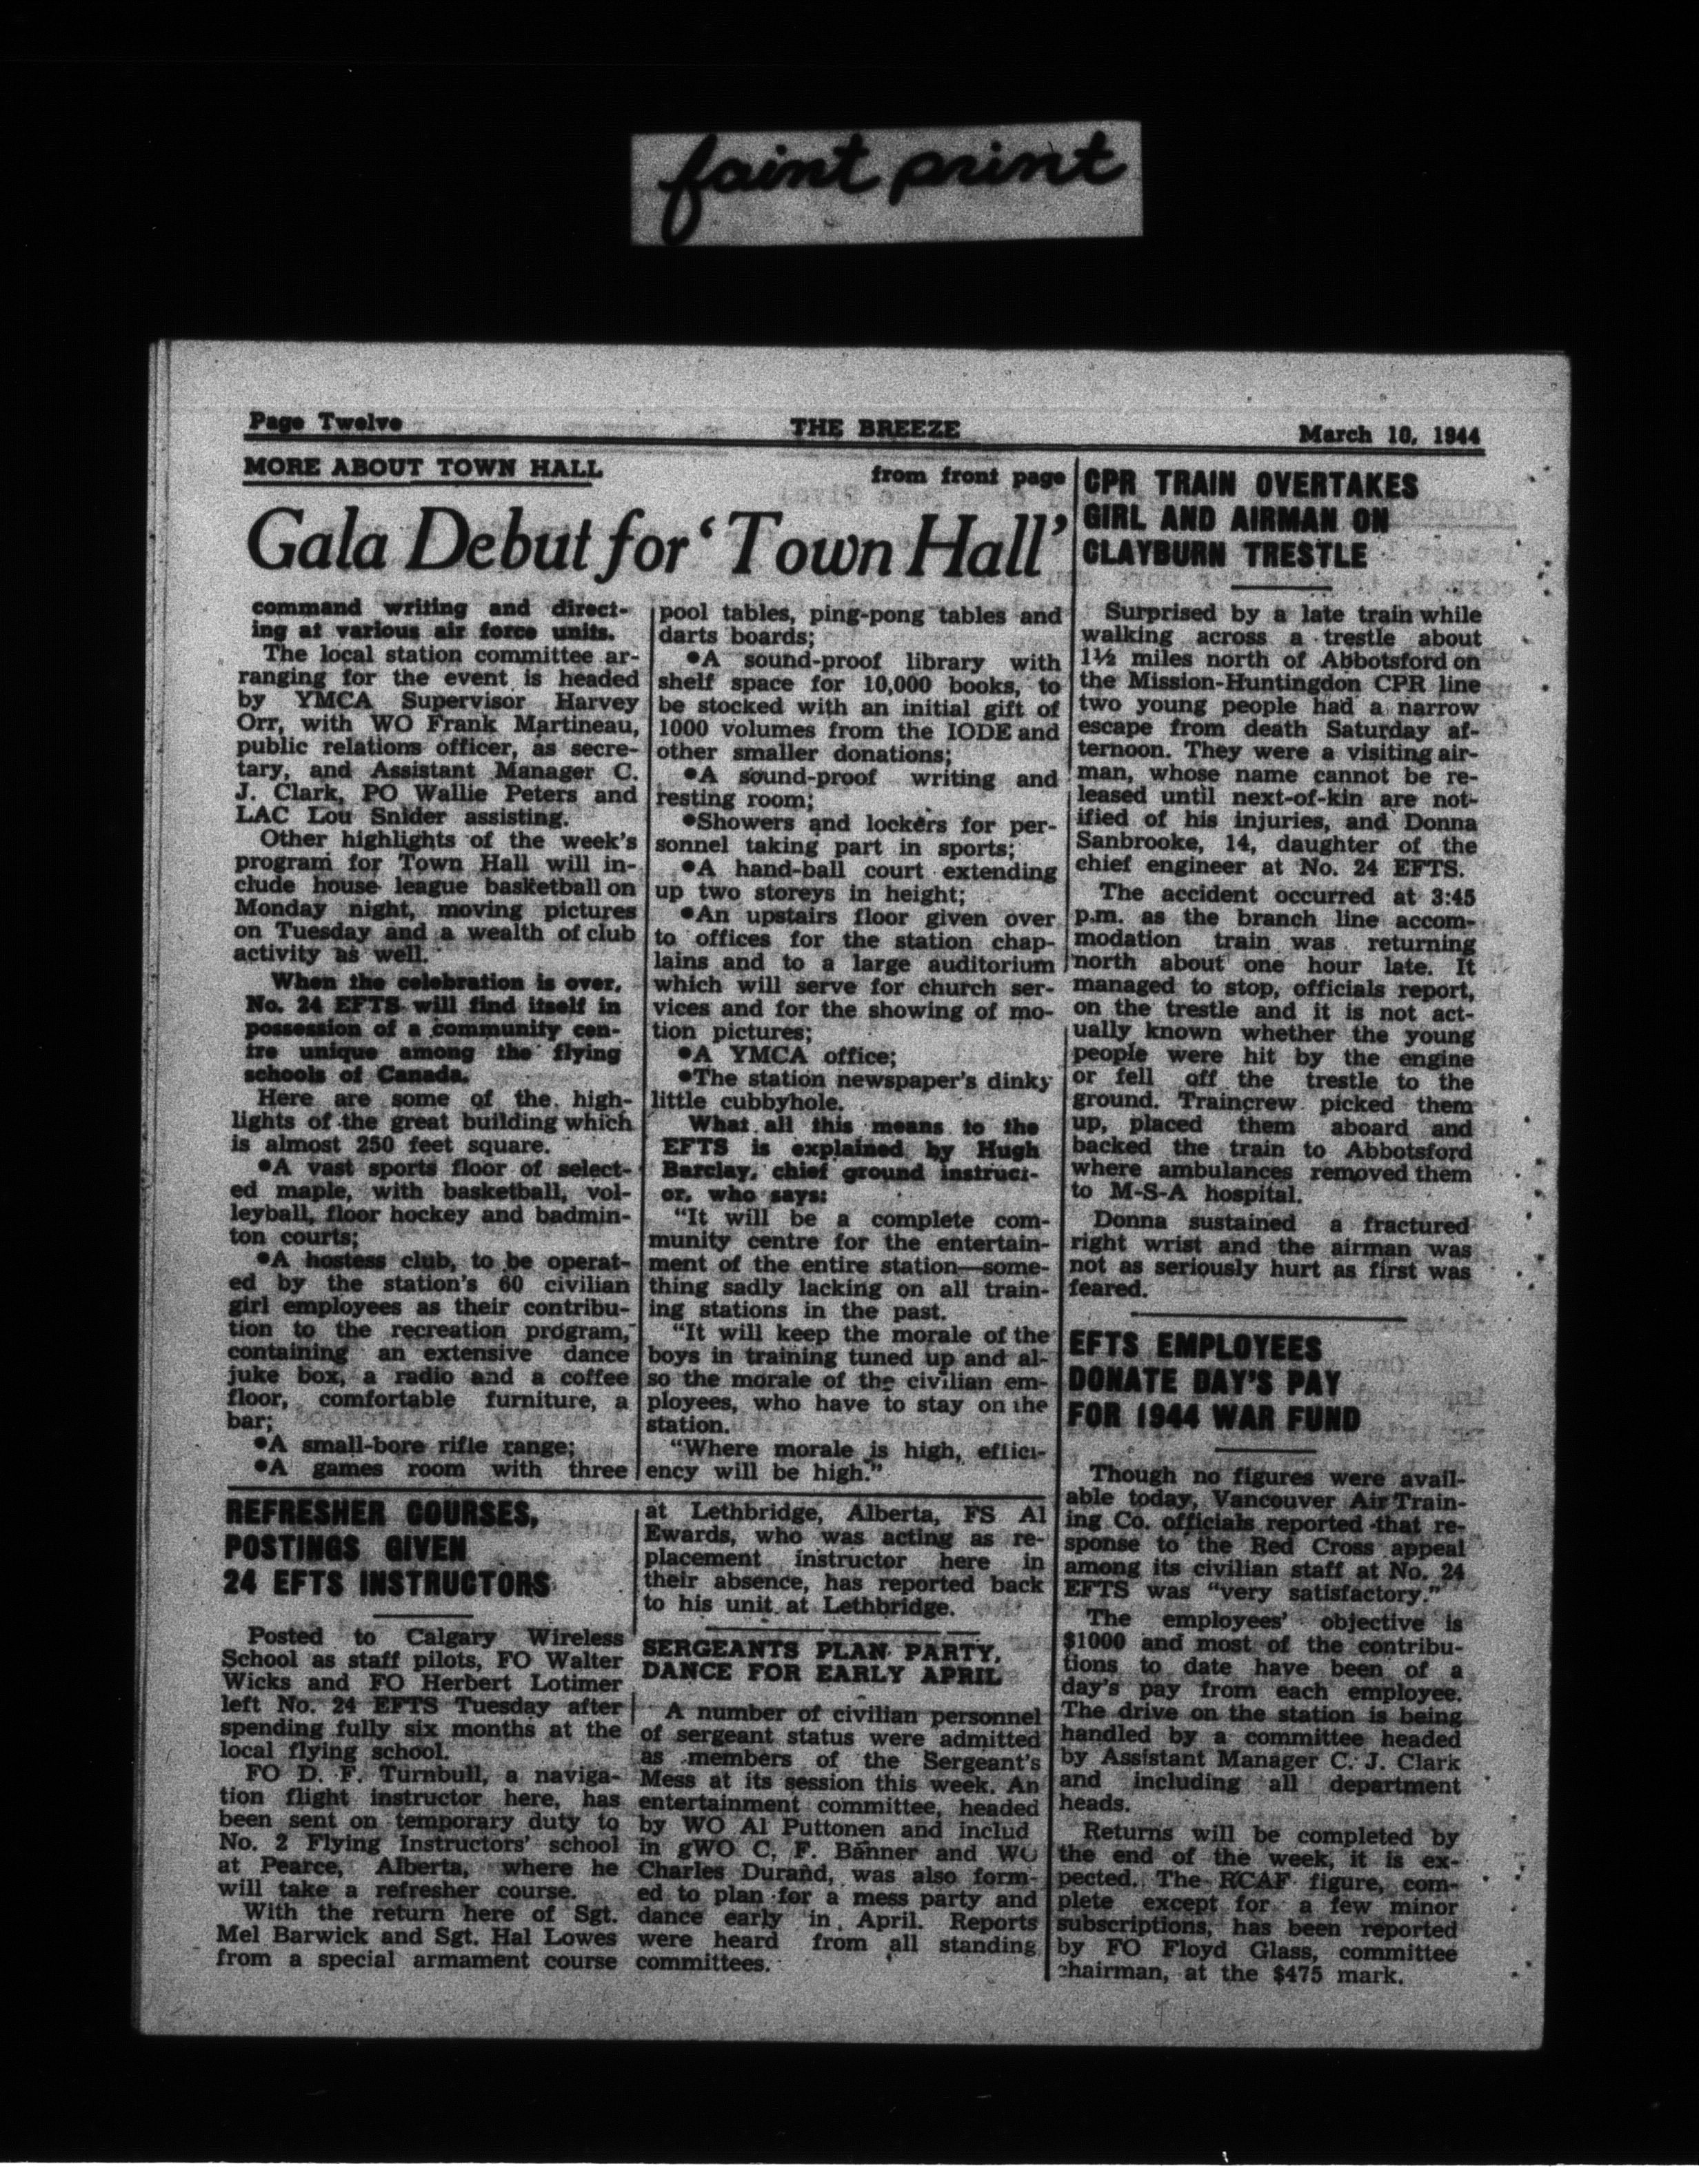 faint print
Page Twelve
THE BREEZE
March 10, 1944
MORE ABOUT TOWN HALL
from front page
Gala Debut for 'Town Hall'
command writing and direct-
ing at various air force units.
The local station committee ar-
ranging for the event is headed
by YMCA Supervisor Harvey
Orr, with WO Frank Martineau,
public relations officer, as secre-
tary, and Assistant Manager C.
J. Clark, PO Wallie Peters and
LAC Lou Snider assisting.
Other highlights of the week's
program for Town Hall will in-
clude house league basketball on
Monday night, moving pictures
on Tuesday and a wealth of club
activity as well.
When the celebration is over,
No. 24 EFTS will find itself in
possession of a community cen-
tre unique among the flying
schools of Canada.
Here are some of the high-
lights of the great building which
is almost 250 feet square.
●A vast sports floor of select-
ed maple, with basketball, vol-
leyball, floor hockey and badmin-
ton courts;
●A hostess club, to be operat-
ed by the station's 60 civilian
girl employees as their contribu-
tion to the recreation program,
containing an extensive dance
juke box, a radio and a coffee
floor, comfortable furniture, a
bar;
●A small-bore rifle range;
●A games room with three
pool tables, ping-pong tables and
darts boards;
●A sound-proof library with
shelf space for 10,000 books, to
be stocked with an initial gift of
1000 volumes from the IODE and
other smaller donations;
●A sound-proof writing and
resting room;
●Showers and lockers for per-
sonnel taking part in sports;
●A hand-ball court extending
up two storeys in height;
●An upstairs floor given over
to offices for the station chap-
lains and to a large auditorium
which will serve for church ser-
vices and for the showing of mo-
tion pictures;
●A YMCA office;
●The station newspaper's dinky
little cubbyhole.
What all this means to the
EFTS is explained by Hugh
Barclay, chief ground instruct-
or, who says:
"It will be a complete com-
munity centre for the entertain-
ment of the entire station—some-
thing sadly lacking on all train-
ing stations in the past.
"It will keep the morale of the
boys in training tuned up and al-
so the morale of the civilian em-
ployees, who have to stay on the
station.
"Where morale is high, effici-
ency will be high."
REFRESHER COURSES,
POSTINGS GIVEN
24 EFTS INSTRUCTORS
Posted to Calgary Wireless
School as staff pilots, FO Walter
Wicks and FO Herbert Lotimer
left No. 24 EFTS Tuesday after
spending fully six months at the
local flying school.
FO D. F. Turnbull, a naviga-
tion flight instructor here, has
been sent on temporary duty to
No. 2 Flying Instructors' school
at Pearce, Alberta, where he
will take a refresher course.
With the return here of Sgt.
Mel Barwick and Sgt. Hal Lowes
from a special armament course
at Lethbridge, Alberta, FS Al
Ewards, who was acting as re-
placement instructor here in
their absence, has reported back
to his unit at Lethbridge.
SERGEANTS PLAN PARTY,
DANCE FOR EARLY APRIL
A number of civilian personnel
of sergeant status were admitted
as members of the Sergeant's
Mess at its session this week. An
entertainment committee, headed
by WO Al Puttonen and includ
in gWO C. F. Banner and WO
Charles Durand, was also form-
ed to plan for a mess party and
dance early in April. Reports
were heard from all standing
committees.
CPR TRAIN OVERTAKES
GIRL AND AIRMAN ON
CLAYBURN TRESTLE
Surprised by a late train while
walking across a trestle about
1½ miles north of Abbotsford on
the Mission-Huntingdon CPR line
two young people had a narrow
escape from death Saturday af-
ternoon. They were a visiting air-
man, whose name cannot be re-
leased until next-of-kin are not-
ified of his injuries, and Donna
Sanbrooke, 14, daughter of the
chief engineer at No. 24 EFTS.
The accident occurred at 3:45
p.m. as the branch line accom-
modation train was returning
north about one hour late. It
managed to stop, officials report,
on the trestle and it is not act-
ually known whether the young
people were hit by the engine
or fell off the trestle to the
ground. Traincrew picked them
up, placed them aboard and
backed the train to Abbotsford
where ambulances removed them
to M-S-A hospital.
Donna sustained a fractured
right wrist and the airman was
not as seriously hurt as first was
feared.
EFTS EMPLOYEES
DONATE DAY'S PAY
FOR 1944 WAR FUND
Though no figures were avail-
able today, Vancouver Air Train-
ing Co. officials reported that re-
sponse to the Red Cross appeal
among its civilian staff at No. 24
EFTS was "very satisfactory."
The employees' objective is
$1000 and most of the contribu-
tions to date have been of a
day's pay from each employee.
The drive on the station is being
handled by a committee headed
by Assistant Manager C. J. Clark
and including all department
heads.
Returns will be completed by
the end of the week, it is ex-
pected. The RCAF figure, com-
plete except for a few minor
subscriptions, has been reported
by FO Floyd Glass, committee
chairman, at the $475 mark.